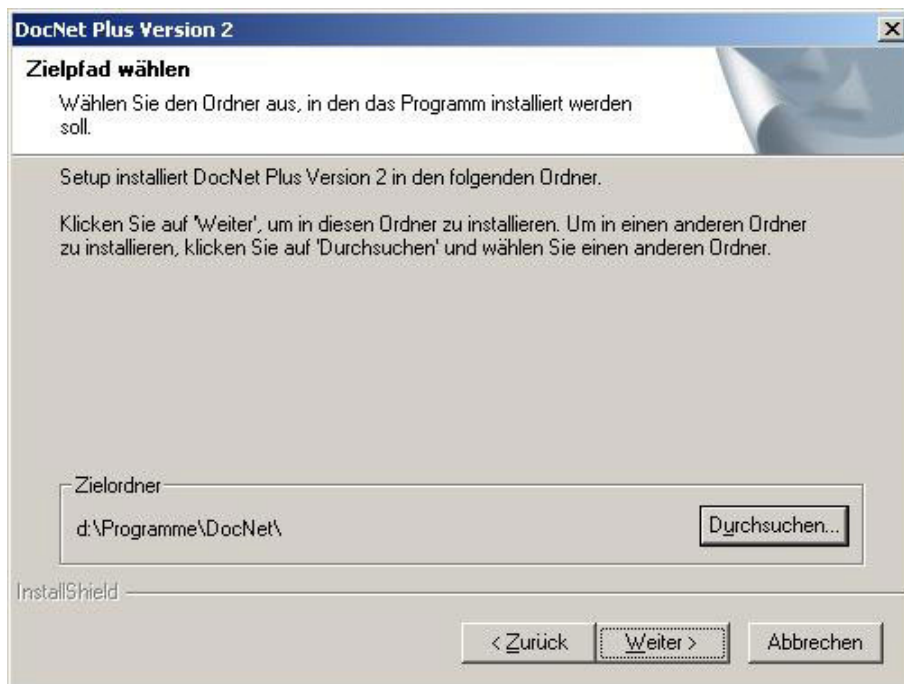 DocNet Plus Version 2
Zielpfad wählen
Wählen Sie den Ordner aus, in den das Programm installiert werden
soll.
Setup installiert DocNet Plus Version 2 in den folgenden Ordner.
Klicken Sie auf 'Weiter', um in diesen Ordner zu installieren. Um in einen anderen Ordner
zu installieren, klicken Sie auf 'Durchsuchen' und wählen Sie einen anderen Ordner.
Zielordner
d:\Programme\DocNet\
Durchsuchen...
InstallShield
< Zurück
Weiter >
Abbrechen